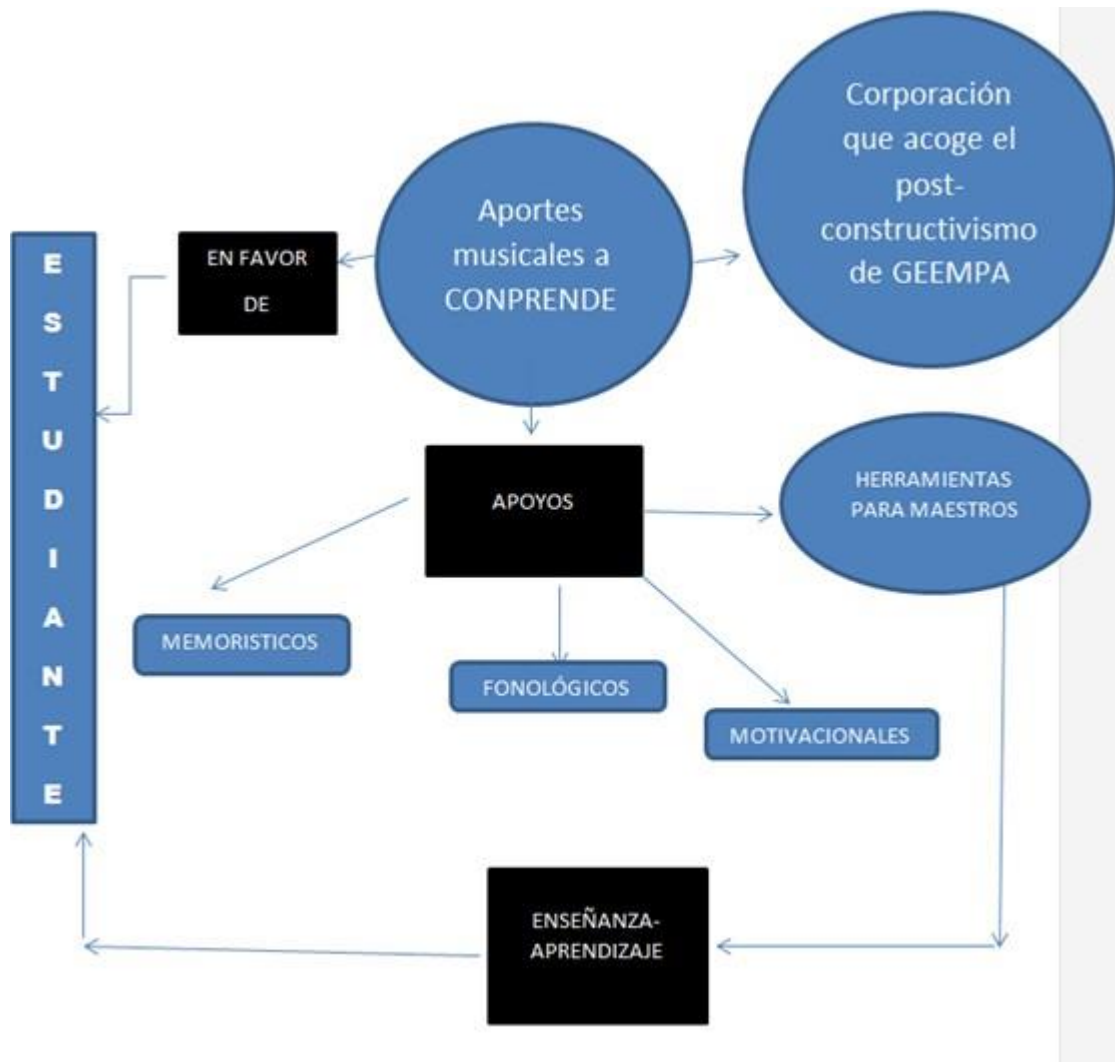 Corporación
que acoge el
post-
constructivismo
de GEEMPA
Aportes
musicales a
CONPRENDE
EN FAVOR
DE
E
S
T
U
D
I
A
N
T
E
APOYOS
HERRAMIENTAS
PARA MAESTROS
MEMORISTICOS
FONOLÓGICOS
MOTIVACIONALES
ENSEÑANZA-
APRENDIZAJE